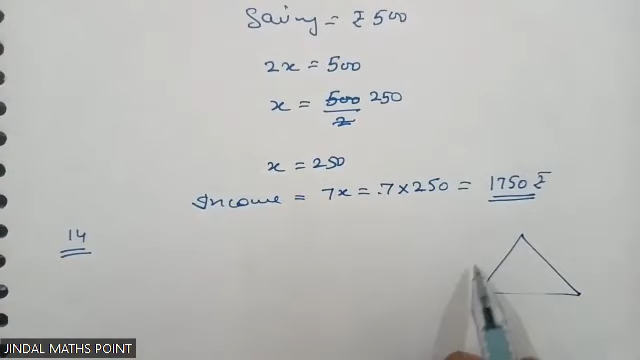 Saving = ₹ 500
2x = 500
x = 500/2 250
x = 250
Income = 7x = .7×250 = 1750 ₹
14
JINDAL MATHS POINT